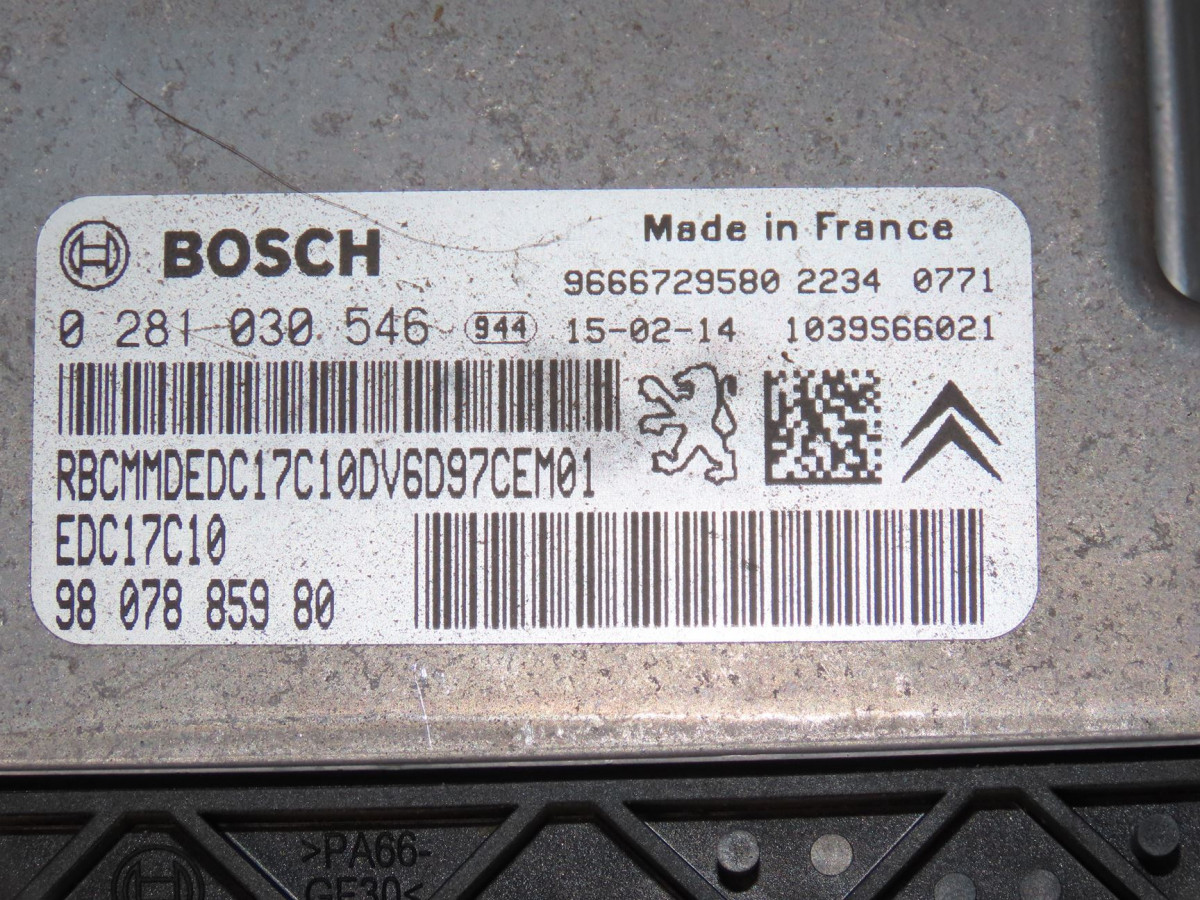 BOSCH
Made in France
9666729580 2234 0771
0 281 030 546 944 15-02-14 1039S66021
RBCMMDEDC17C10DV6D97CEM01
EDC17C10
98 078 859 80
>PA66-
GF30<